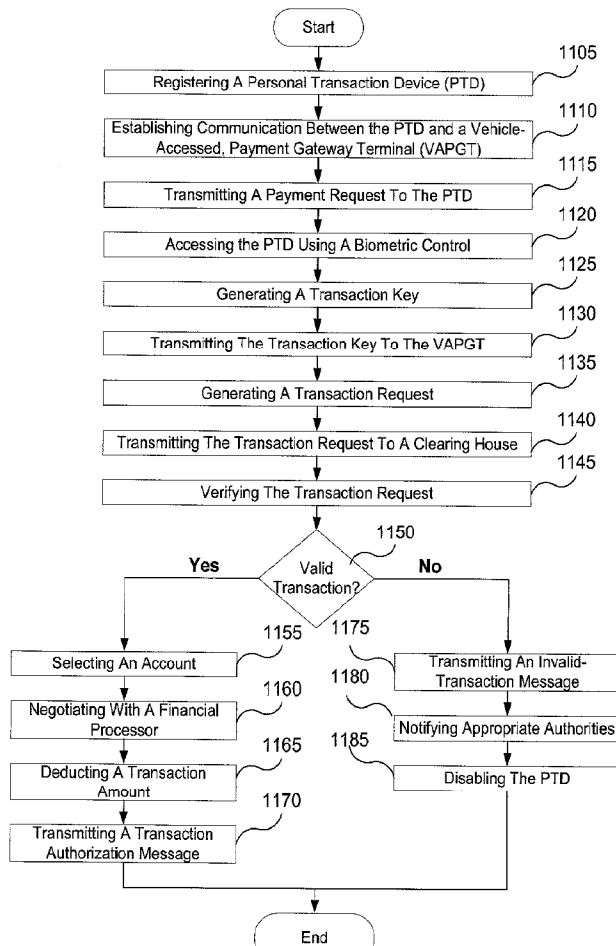 Start
1105
Registering A Personal Transaction Device (PTD)
1110
Establishing Communication Between the PTD and a Vehicle-
Accessed, Payment Gateway Terminal (VAPGT)
1115
Transmitting A Payment Request To The PTD
1120
Accessing the PTD Using A Biometric Control
1125
Generating A Transaction Key
1130
Transmitting The Transaction Key To The VAPGT
1135
Generating A Transaction Request
1140
Transmitting The Transaction Request To A Clearing House
1145
Verifying The Transaction Request
1150
Valid
Transaction?
Yes
No
1155
Selecting An Account
1160
Negotiating With A Financial
Processor
1165
Deducting A Transaction
Amount
1170
Transmitting A Transaction
Authorization Message
1175
Transmitting An Invalid-
Transaction Message
1180
Notifying Appropriate Authorities
1185
Disabling The PTD
End